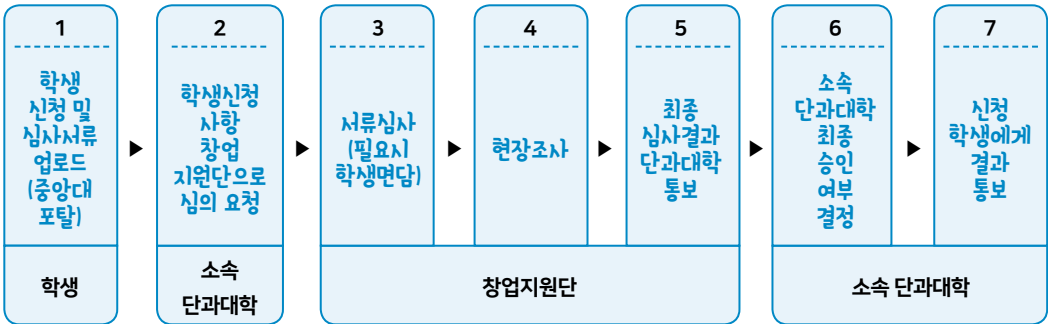 1
학생
신청 및
심사서류
업로드
(중앙대
포탈)
2
학생신청
사항
창업
지원단으로
심의 요청
3
서류심사
(필요시
학생면담)
4
현장조사
5
최종
심사결과
단과대학
통보
6
소속
단과대학
최종
승인
여부
결정
7
신청
학생에게
결과
통보
학생
소속
단과대학
창업지원단
소속 단과대학